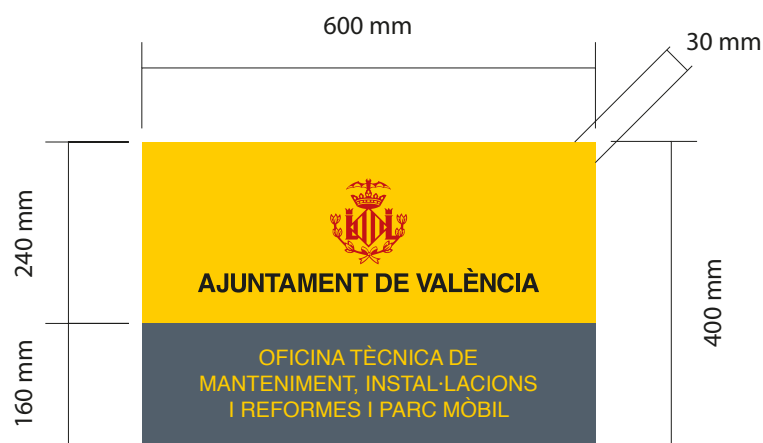 600 mm
30 mm
240 mm
AJUNTAMENT DE VALÈNCIA
400 mm
160 mm
OFICINA TÈCNICA DE
MANTENIMENT, INSTAL·LACIONS
I REFORMES I PARC MÒBIL